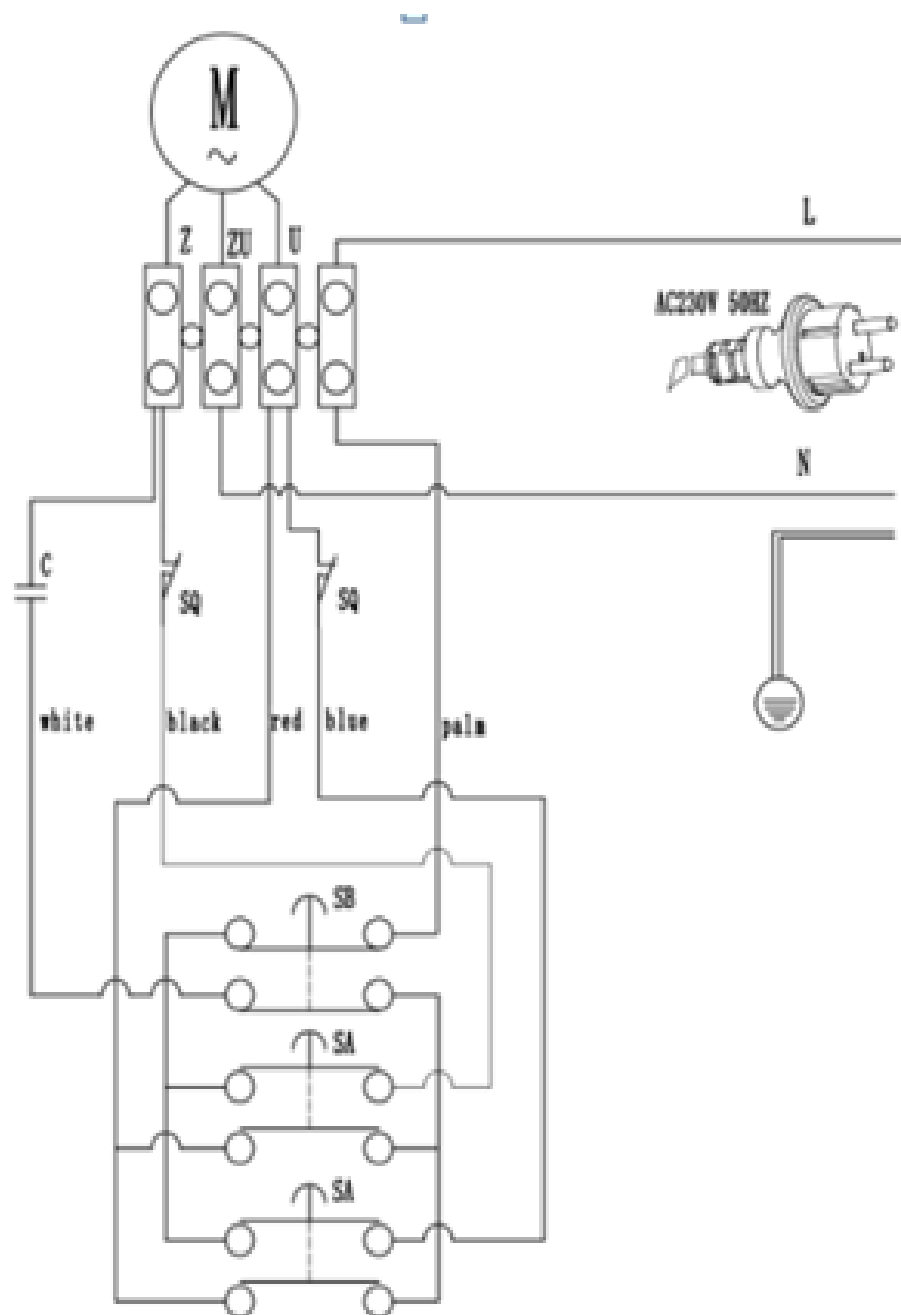 M
~
Z ZU U
L
AC230V 50HZ
N
C
SQ
SQ
white
black
red
blue
palm
SB
SA
SA